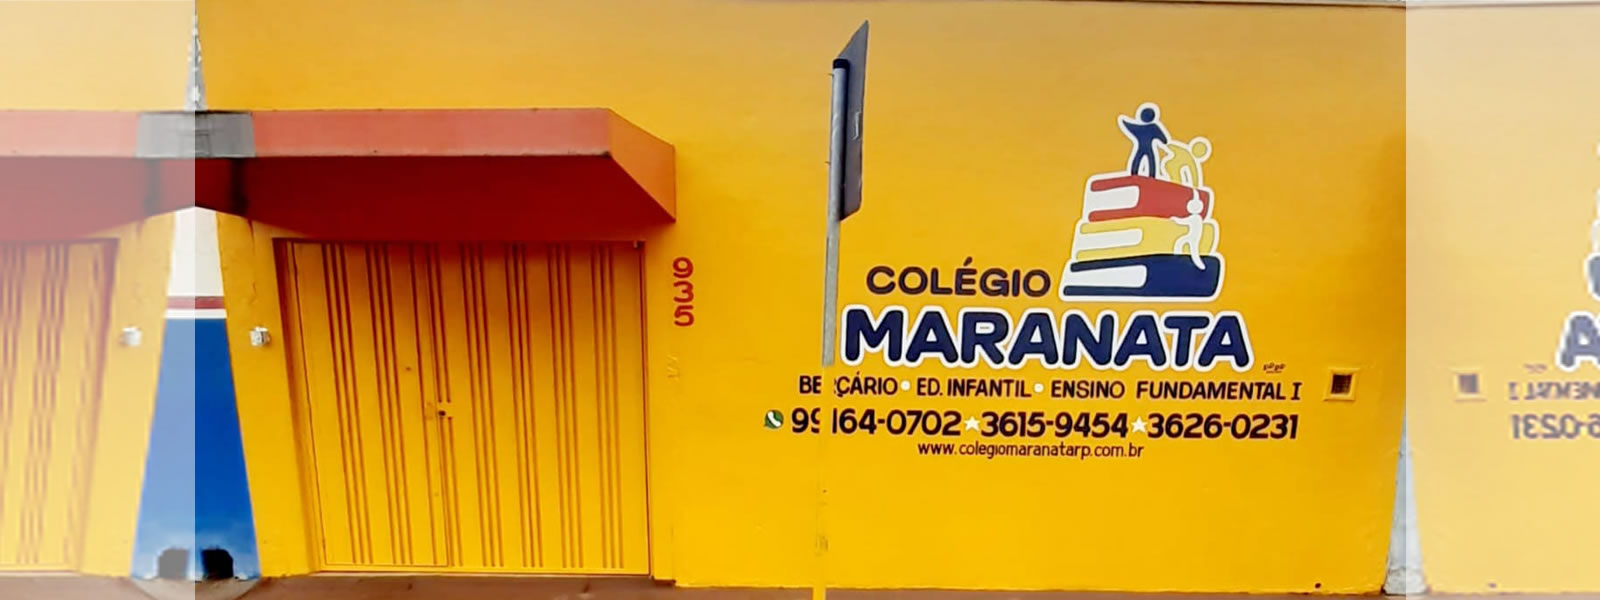 935
COLÉGIO
MARANATA
BERÇÁRIO • ED. INFANTIL • ENSINO FUNDAMENTAL I
99164-0702 ★ 3615-9454 ★ 3626-0231
www.colegiomaranatarp.com.br